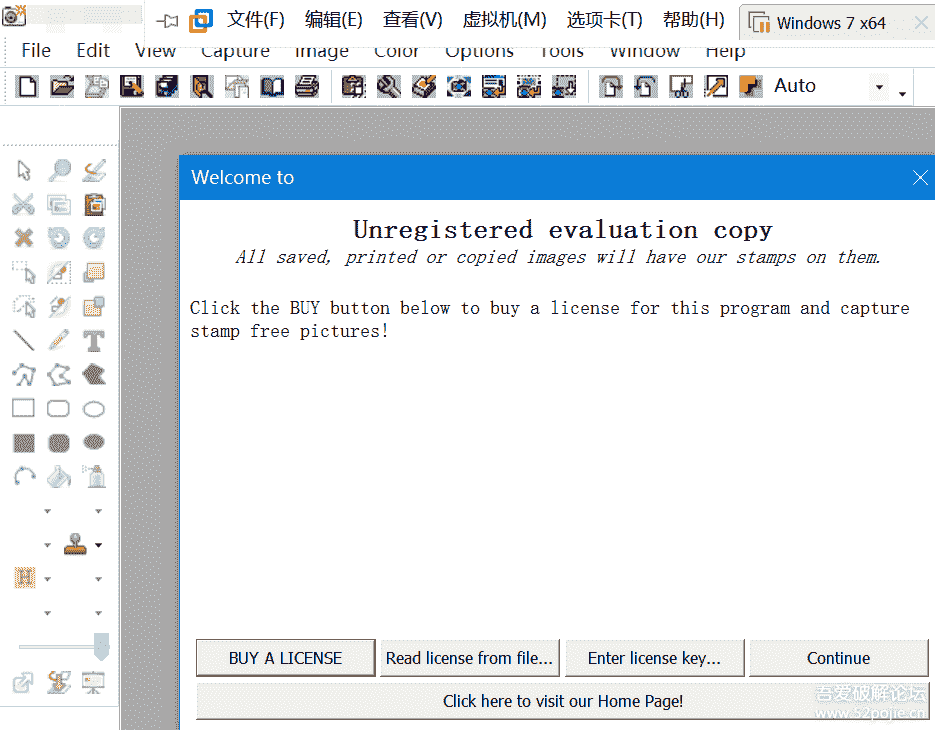 文件(F) 编辑(E) 查看(V) 虚拟机(M) 选项卡(T) 帮助(H) Windows 7 x64
File Edit View Capture Image Color Options Tools Window Help
Auto
Welcome to
Unregistered evaluation copy
All saved, printed or copied images will have our stamps on them.
Click the BUY button below to buy a license for this program and capture
stamp free pictures!
BUY A LICENSE Read license from file... Enter license key... Continue
Click here to visit our Home Page!
吾爱破解论坛
www.52pojie.cn